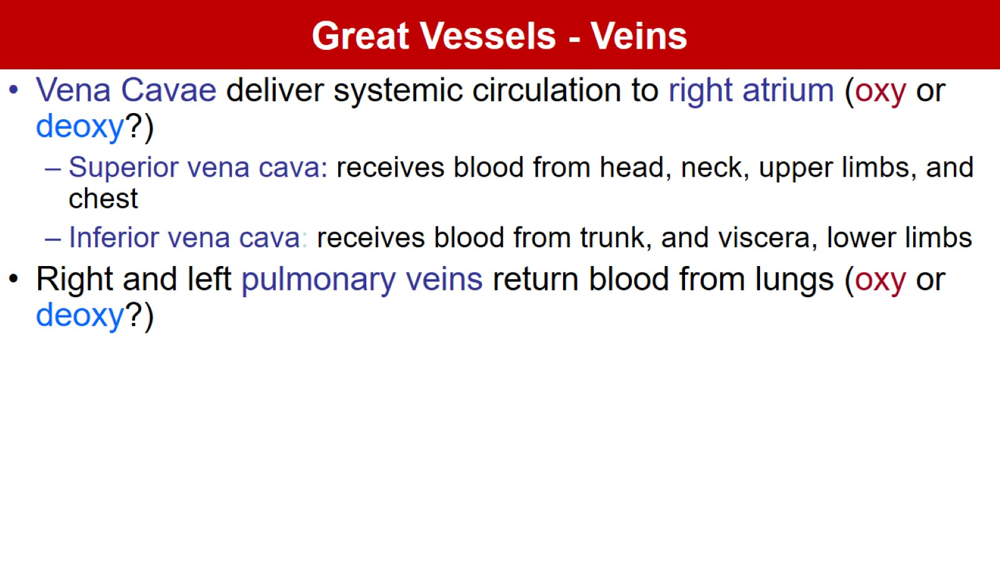 Great Vessels - Veins
• Vena Cavae deliver systemic circulation to right atrium (oxy or
deoxy?)
– Superior vena cava: receives blood from head, neck, upper limbs, and
chest
– Inferior vena cava: receives blood from trunk, and viscera, lower limbs
• Right and left pulmonary veins return blood from lungs (oxy or
deoxy?)